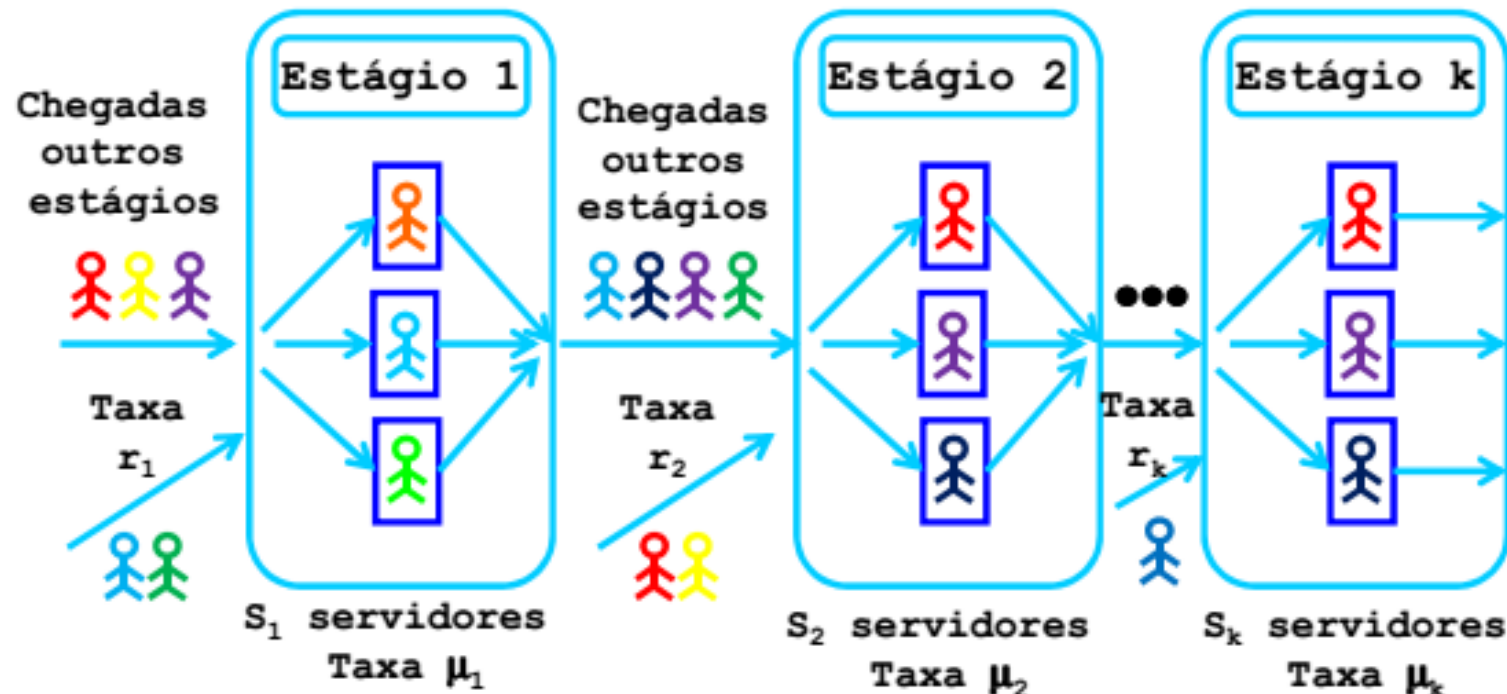 Estágio 1
Estágio 2
Estágio k
Chegadas
outros
estágios
Chegadas
outros
estágios
Taxa
r₁
Taxa
r₂
Taxa
rₖ
S₁ servidores
Taxa μ₁
S₂ servidores
Taxa μ₂
Sₖ servidores
Taxa μₖ